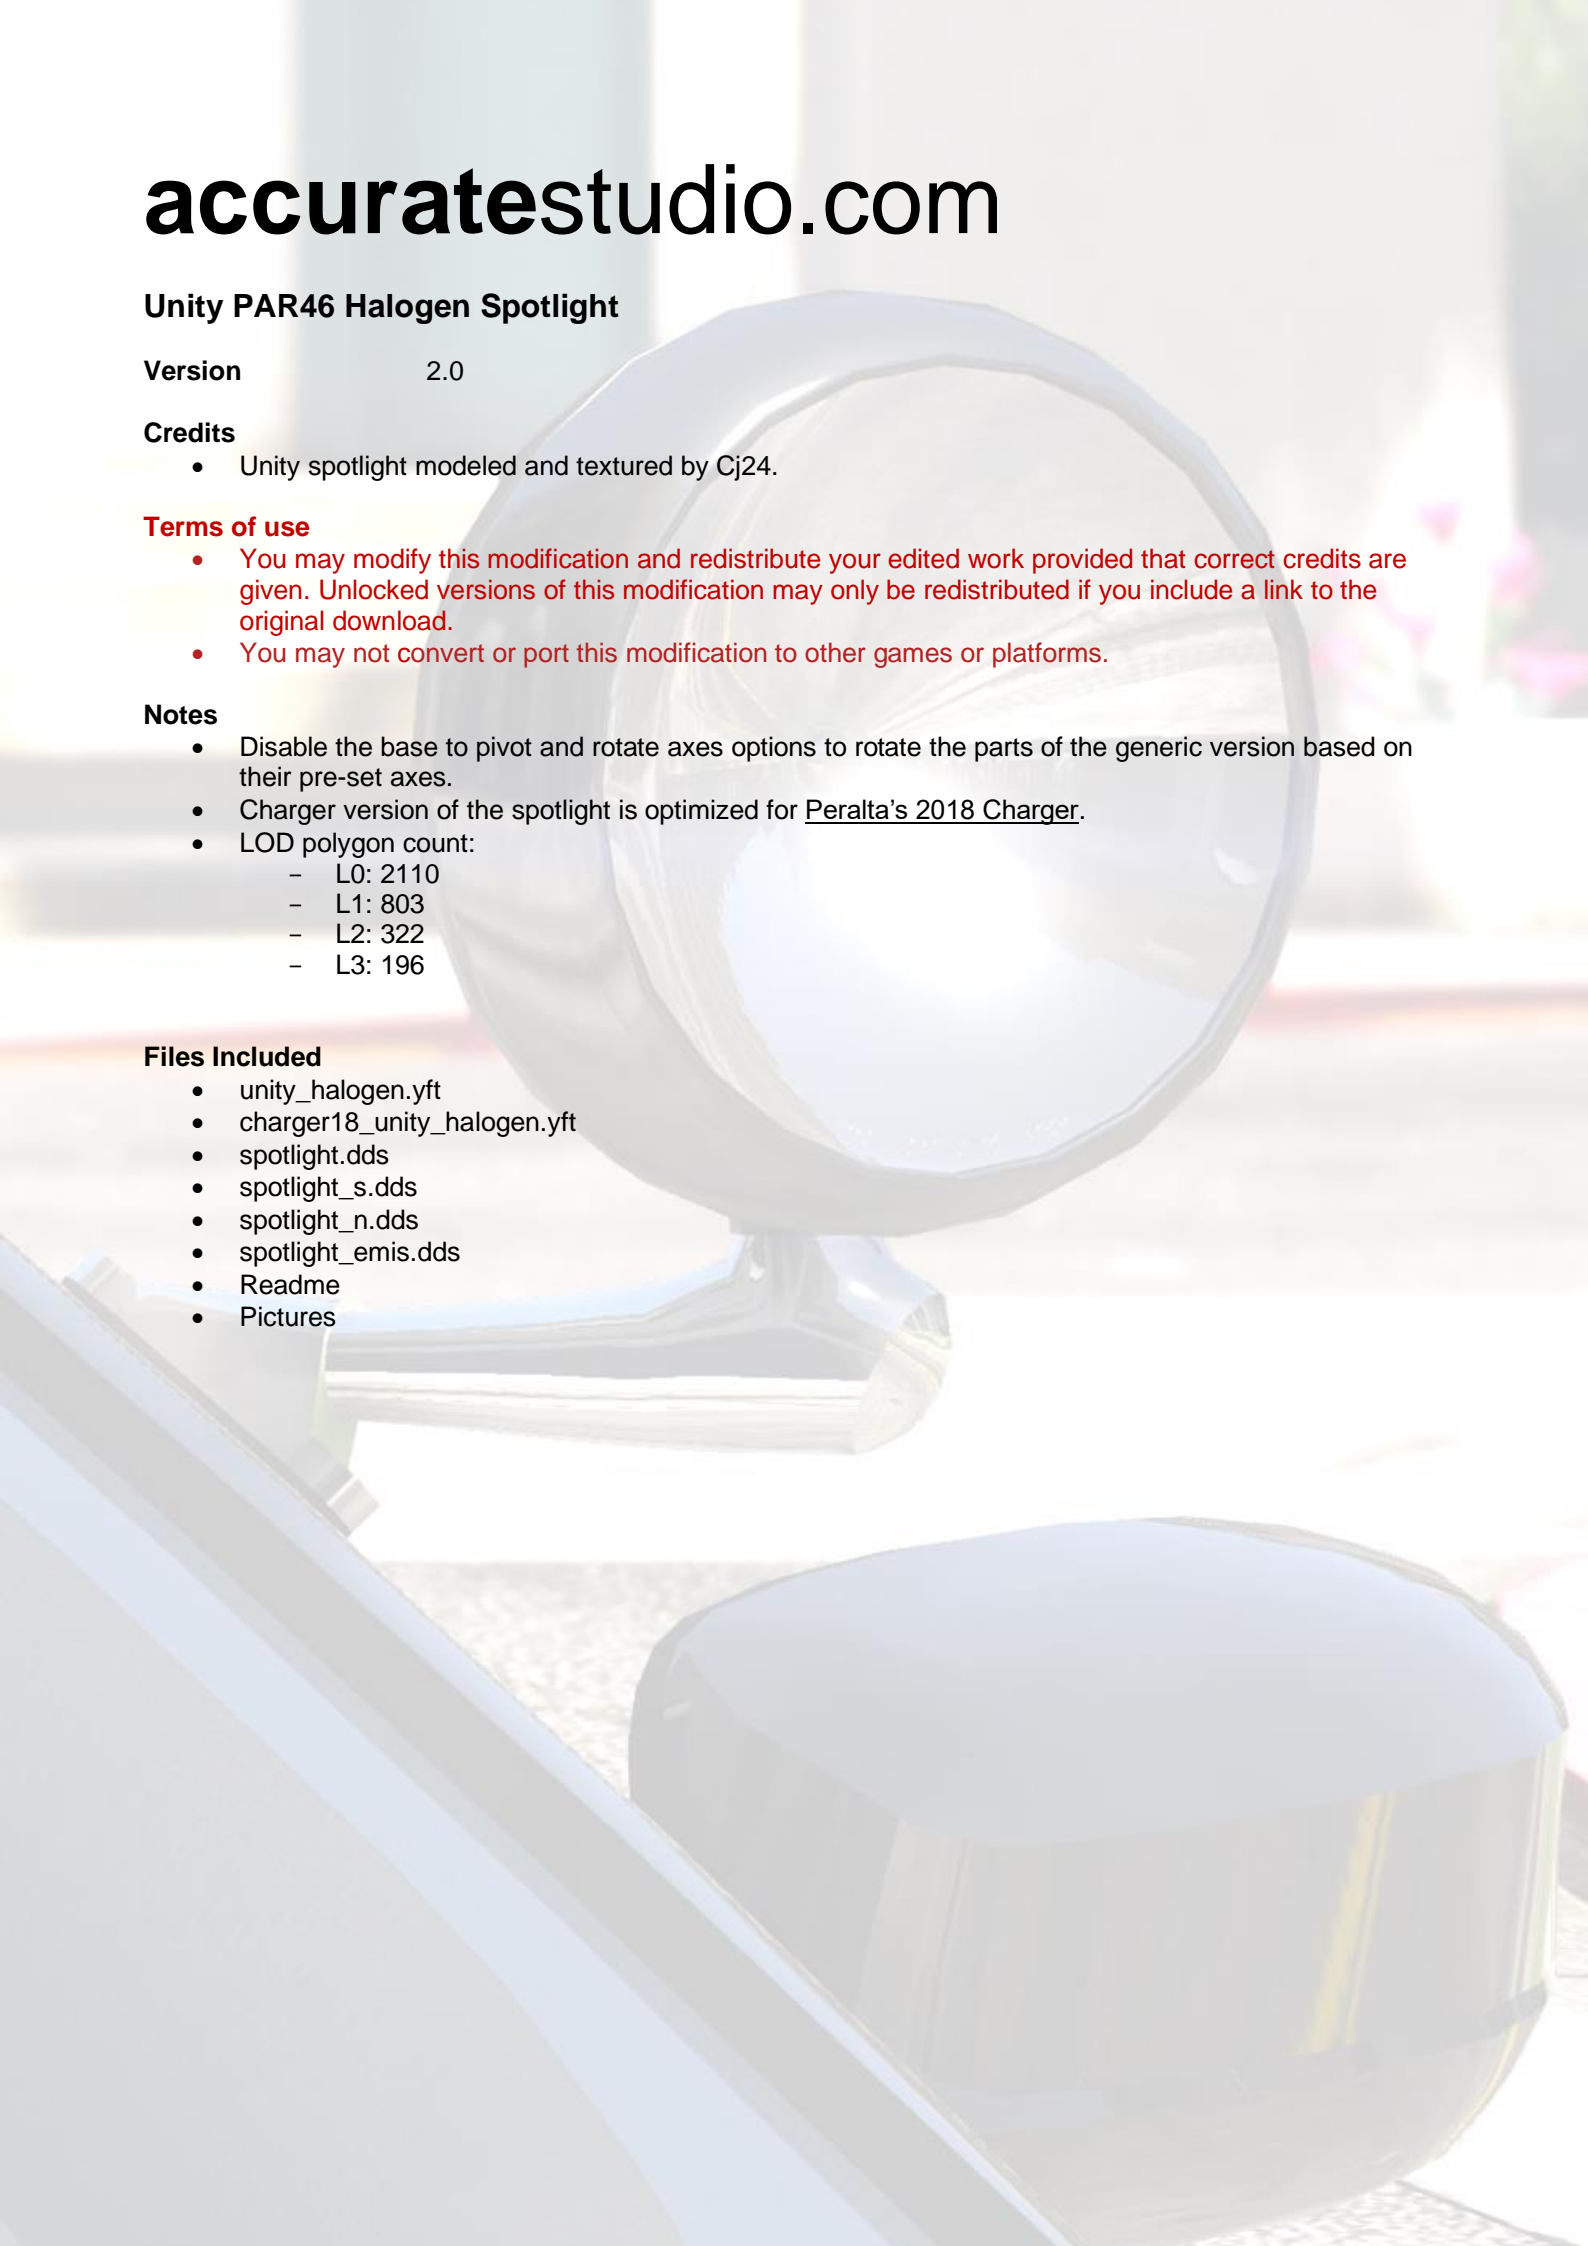 accuratestudio.com
Unity PAR46 Halogen Spotlight
Version 2.0
Credits
• Unity spotlight modeled and textured by Cj24.
Terms of use
• You may modify this modification and redistribute your edited work provided that correct credits are
given. Unlocked versions of this modification may only be redistributed if you include a link to the
original download.
• You may not convert or port this modification to other games or platforms.
Notes
• Disable the base to pivot and rotate axes options to rotate the parts of the generic version based on
their pre-set axes.
• Charger version of the spotlight is optimized for Peralta’s 2018 Charger.
• LOD polygon count:
− L0: 2110
− L1: 803
− L2: 322
− L3: 196
Files Included
• unity_halogen.yft
• charger18_unity_halogen.yft
• spotlight.dds
• spotlight_s.dds
• spotlight_n.dds
• spotlight_emis.dds
• Readme
• Pictures